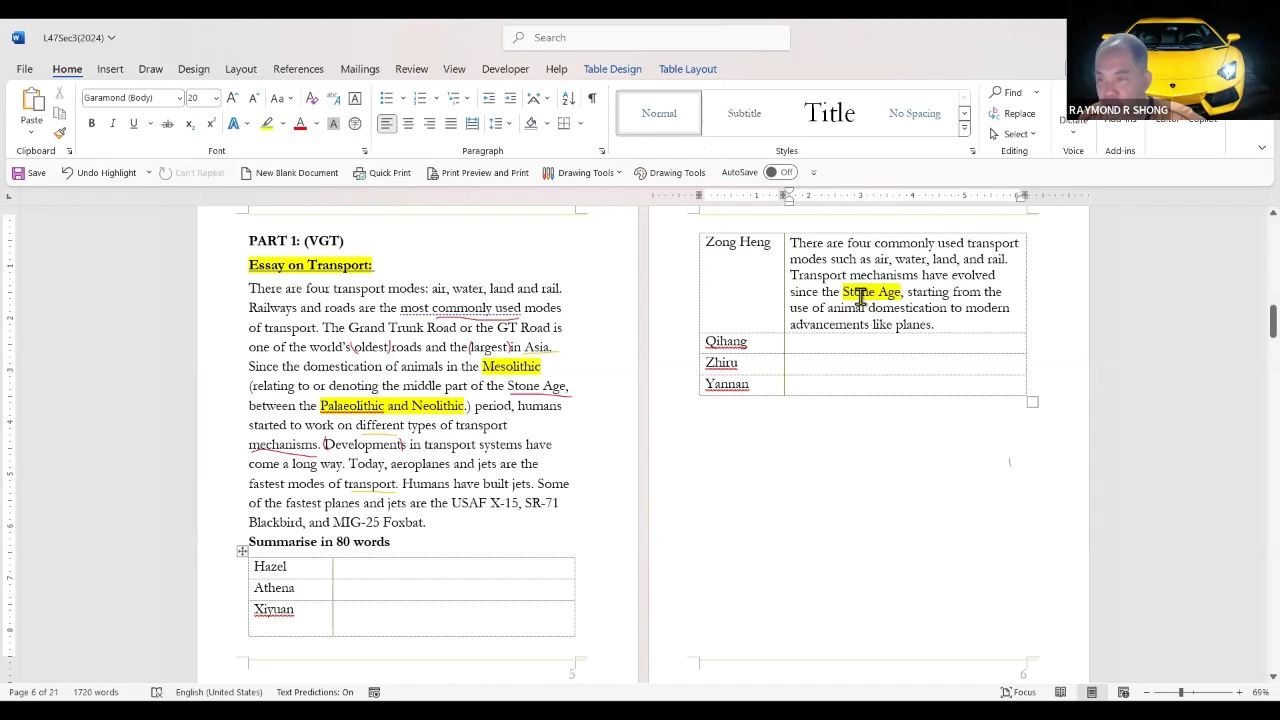 L47Sec3(2024)
Search
RAYMOND R SHONG
File Home Insert Draw Design Layout References Mailings Review View Developer Help Table Design Table Layout
Paste
Garamond (Body) 20
Normal
Subtitle
Title
No Spacing
Find
Replace
Select
Add-ins
Clipboard Font Paragraph Styles Editing Voice Add-ins
Save Undo Highlight Can't Repeat New Blank Document Quick Print Print Preview and Print Drawing Tools Drawing Tools AutoSave Off
PART 1: (VGT)
Essay on Transport:
There are four transport modes: air, water, land and rail.
Railways and roads are the most commonly used modes
of transport. The Grand Trunk Road or the GT Road is
one of the world's oldest roads and the largest in Asia.
Since the domestication of animals in the Mesolithic
(relating to or denoting the middle part of the Stone Age,
between the Palaeolithic and Neolithic.) period, humans
started to work on different types of transport
mechanisms. Developments in transport systems have
come a long way. Today, aeroplanes and jets are the
fastest modes of transport. Humans have built jets. Some
of the fastest planes and jets are the USAF X-15, SR-71
Blackbird, and MIG-25 Foxbat.
Summarise in 80 words
Hazel
Athena
Xiyuan
5
Zong Heng
There are four commonly used transport
modes such as air, water, land, and rail.
Transport mechanisms have evolved
since the Stone Age, starting from the
use of animal domestication to modern
advancements like planes.
Qihang
Zhiru
Yannan
6
Page 6 of 21 1720 words English (United States) Text Predictions: On Focus 69%